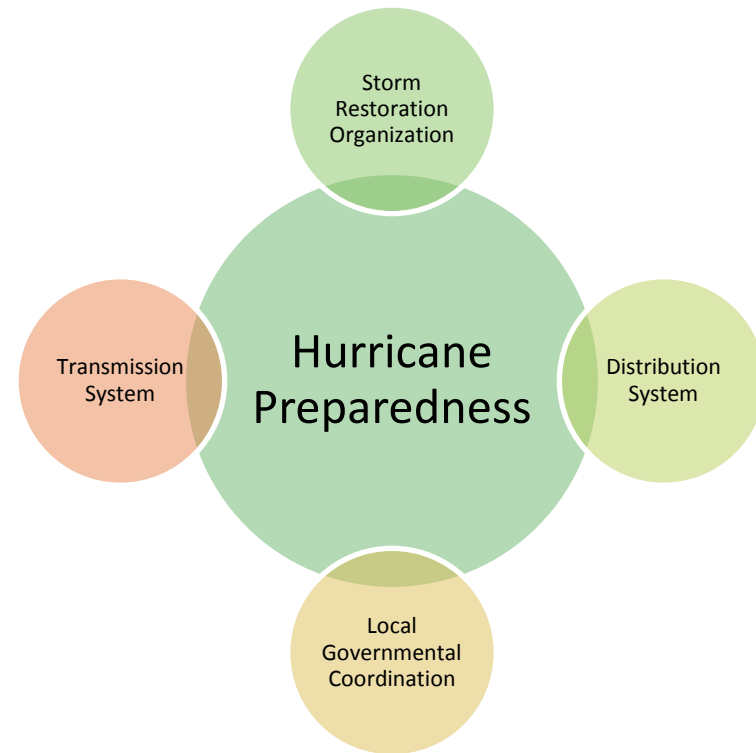 Storm
Restoration
Organization
Transmission
System
Hurricane
Preparedness
Distribution
System
Local
Governmental
Coordination